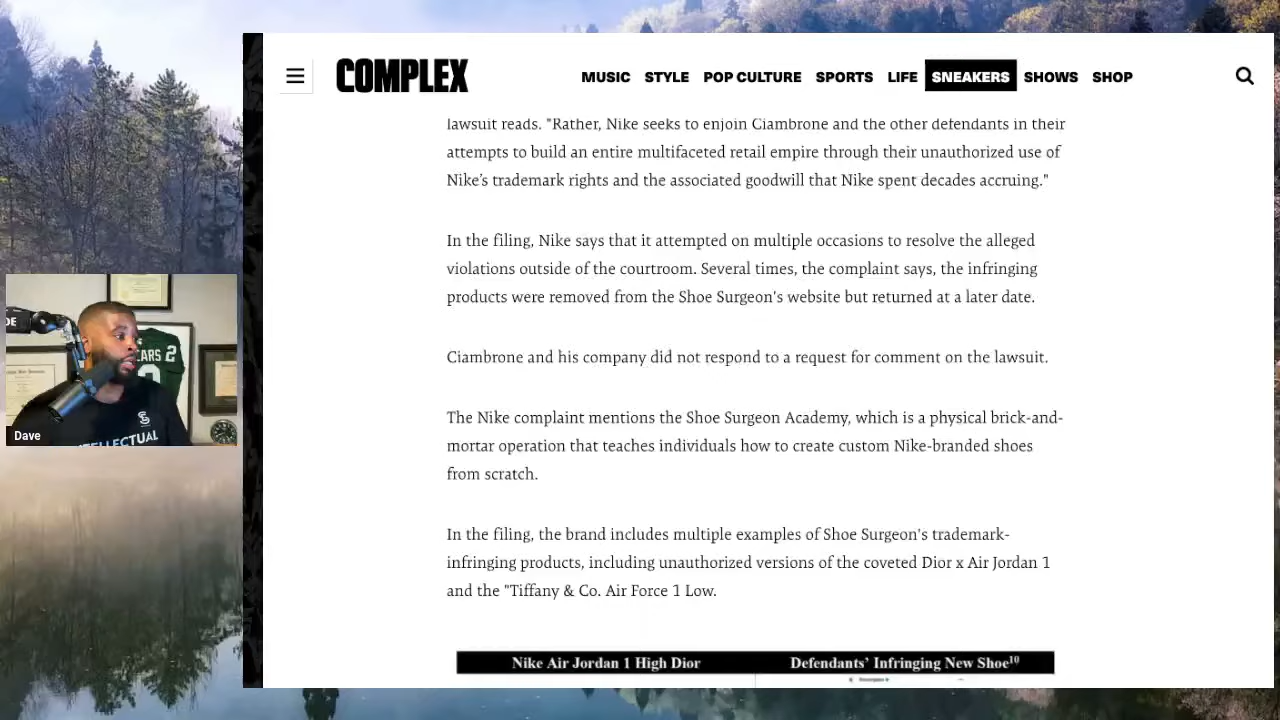 COMPLEX
MUSIC STYLE POP CULTURE SPORTS LIFE SNEAKERS SHOWS SHOP
lawsuit reads. "Rather, Nike seeks to enjoin Ciambrone and the other defendants in their
attempts to build an entire multifaceted retail empire through their unauthorized use of
Nike’s trademark rights and the associated goodwill that Nike spent decades accruing."
In the filing, Nike says that it attempted on multiple occasions to resolve the alleged
violations outside of the courtroom. Several times, the complaint says, the infringing
products were removed from the Shoe Surgeon's website but returned at a later date.
Ciambrone and his company did not respond to a request for comment on the lawsuit.
The Nike complaint mentions the Shoe Surgeon Academy, which is a physical brick-and-
mortar operation that teaches individuals how to create custom Nike-branded shoes
from scratch.
In the filing, the brand includes multiple examples of Shoe Surgeon's trademark-
infringing products, including unauthorized versions of the coveted Dior x Air Jordan 1
and the "Tiffany & Co. Air Force 1 Low.
Nike Air Jordan 1 High Dior
Defendants’ Infringing New Shoe10
EARS 2
Dave